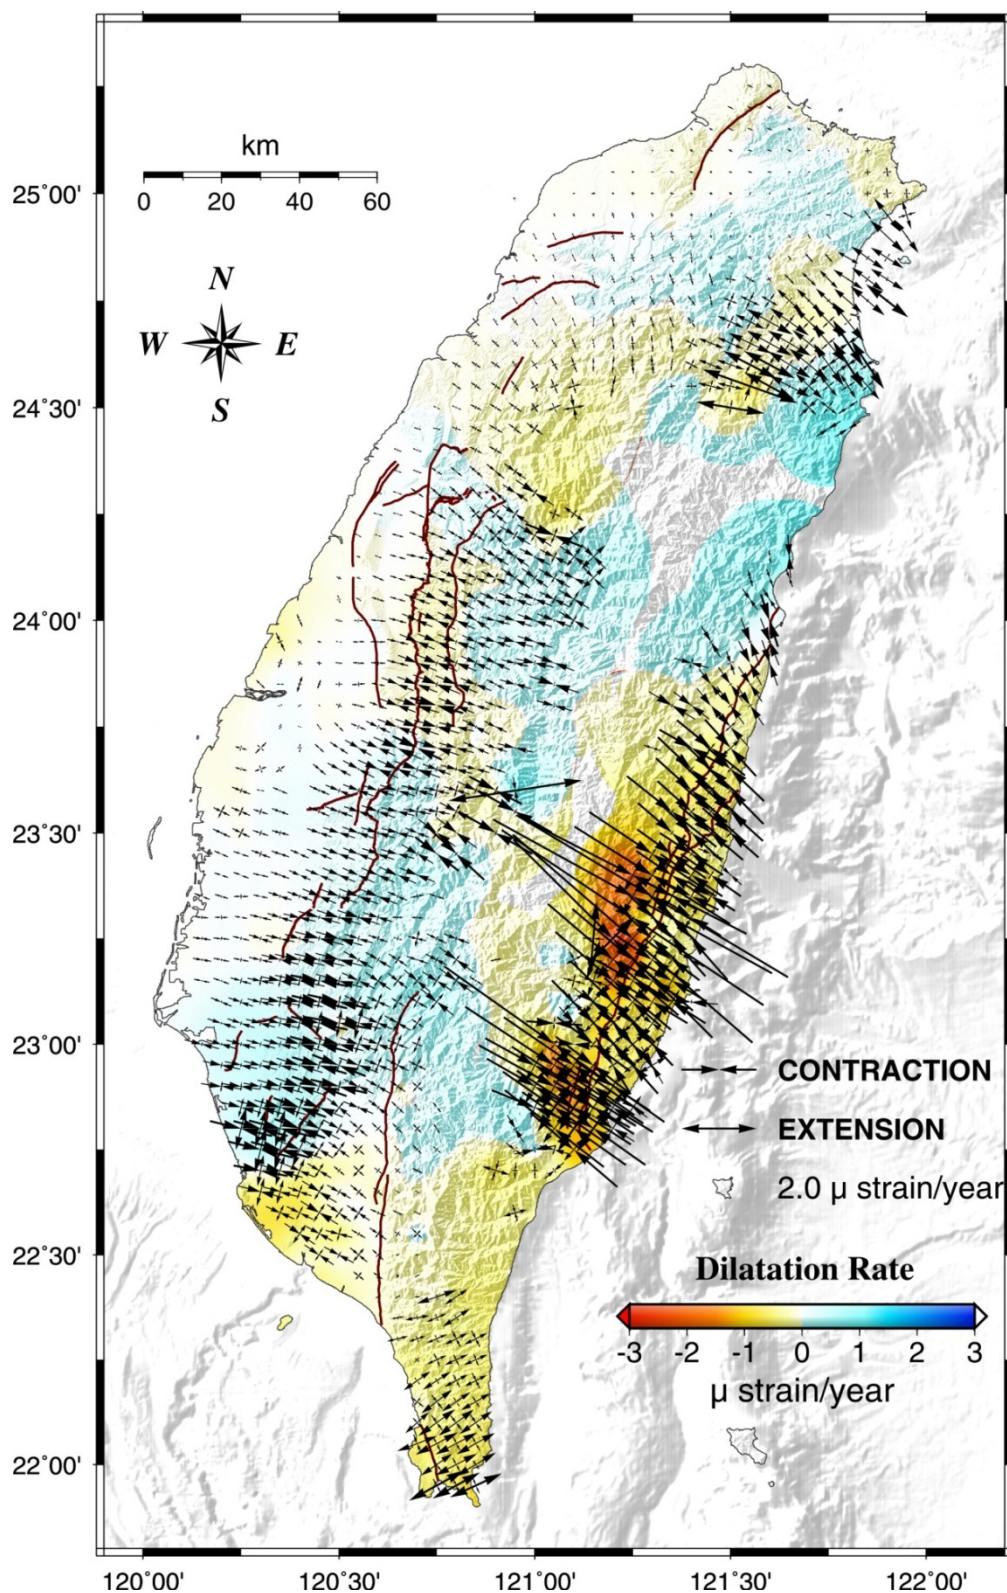 km
0 20 40 60
25°00'
N
W E
S
24°30'
24°00'
23°30'
23°00'
CONTRACTION
EXTENSION
2.0 µ strain/year
22°30'
Dilatation Rate
-3 -2 -1 0 1 2 3
µ strain/year
22°00'
120°00' 120°30' 121°00' 121°30' 122°00'